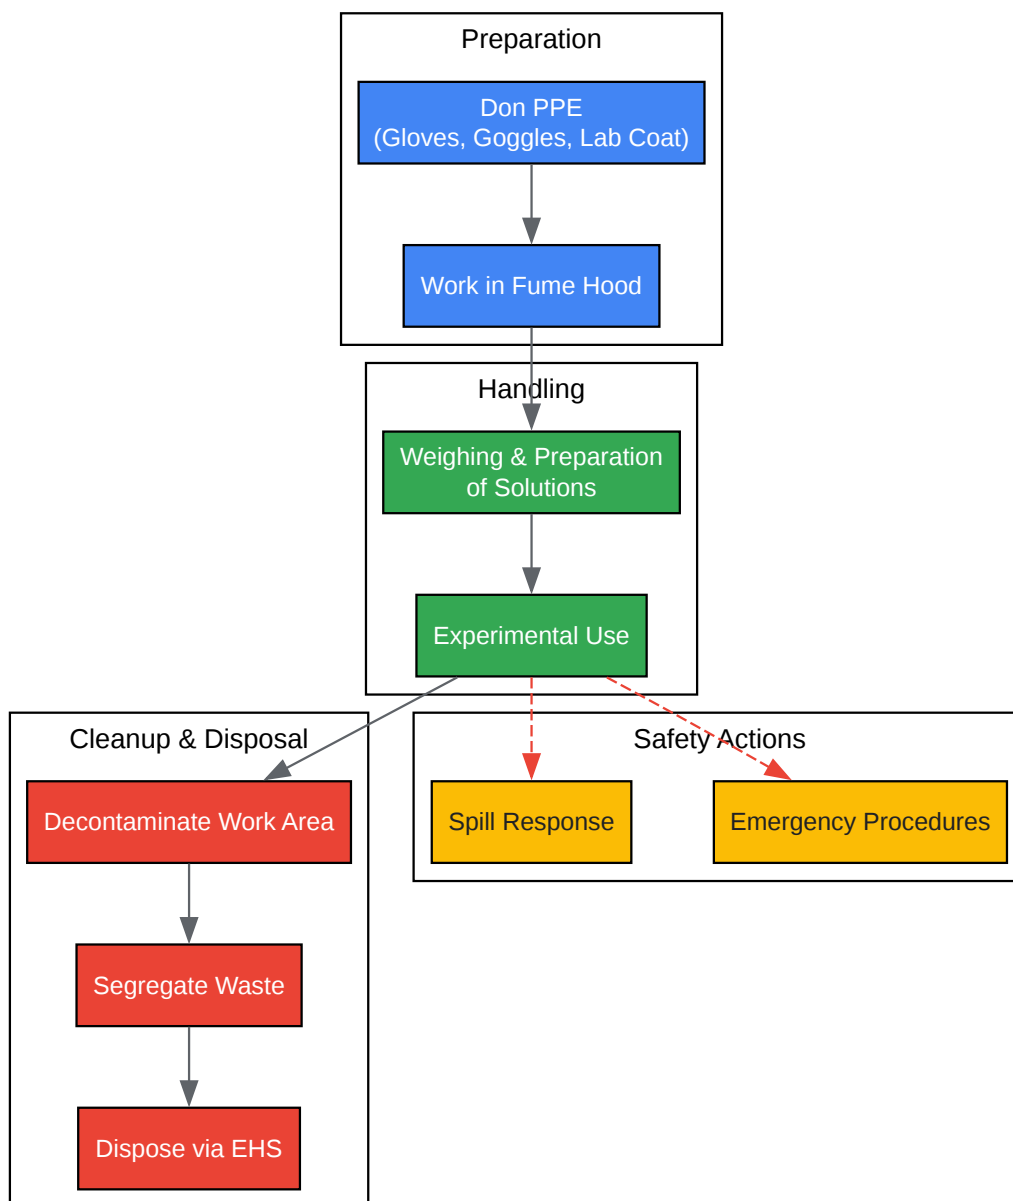 Preparation
Don PPE
(Gloves, Goggles, Lab Coat)
Work in Fume Hood
Handling
Weighing & Preparation
of Solutions
Experimental Use
Cleanup & Disposal
Decontaminate Work Area
Segregate Waste
Dispose via EHS
Safety Actions
Spill Response
Emergency Procedures